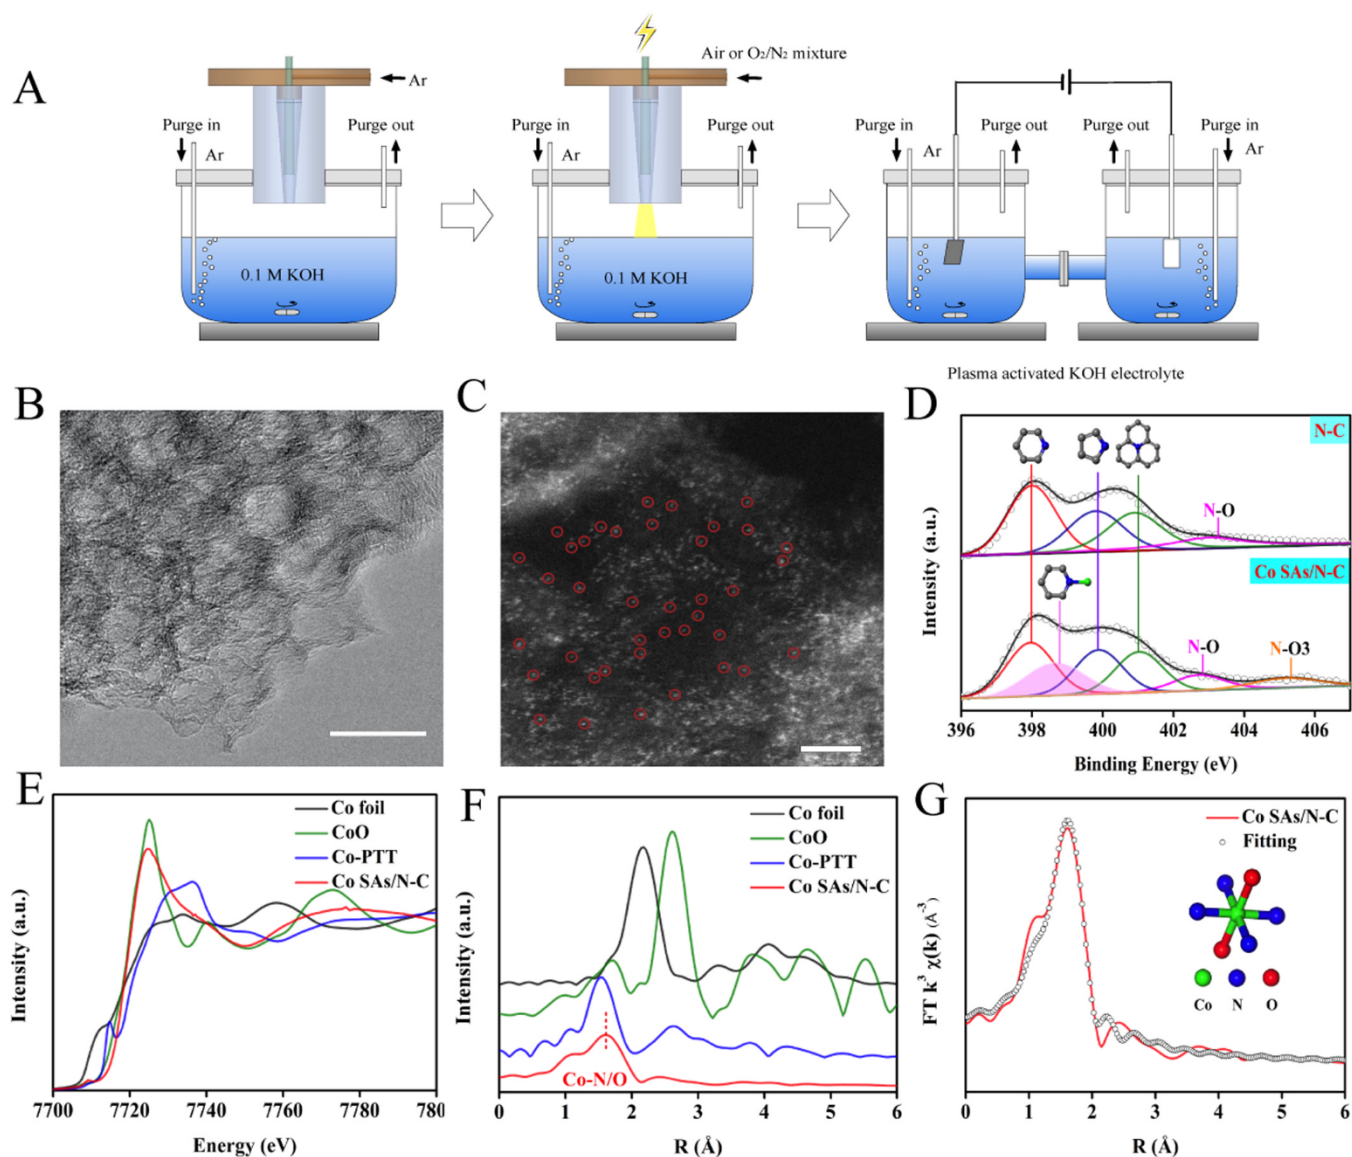 A
Ar
Purge in
Purge out
Ar
0.1 M KOH
Air or O₂/N₂ mixture
Purge in
Purge out
Ar
0.1 M KOH
Purge in
Purge out
Purge out
Purge in
Ar
Ar
Plasma activated KOH electrolyte
B
C
D
N-C
N-O
Co SAs/N-C
N-O
N-O3
Intensity (a.u.)
396 398 400 402 404 406
Binding Energy (eV)
E
Co foil
CoO
Co-PTT
Co SAs/N-C
Intensity (a.u.)
7700 7720 7740 7760 7780 780
Energy (eV)
F
Co foil
CoO
Co-PTT
Co SAs/N-C
Co-N/O
Intensity (a.u.)
0 1 2 3 4 5 6
R (Å)
G
Co SAs/N-C
Fitting
Co N O
FT k³ χ(k) (Å⁻³)
0 1 2 3 4 5 6
R (Å)